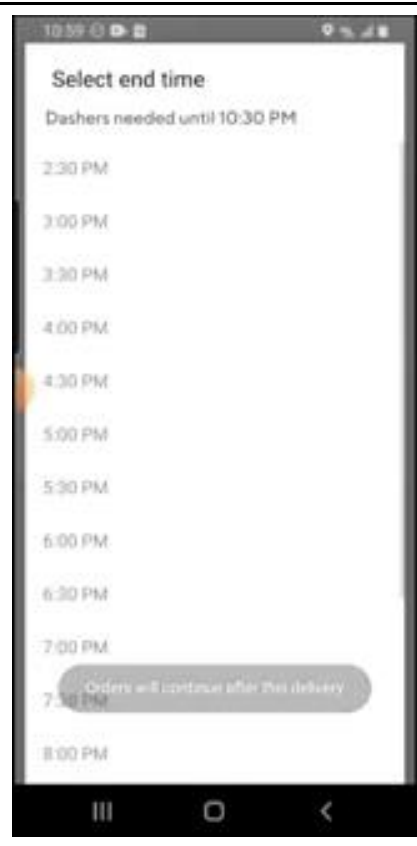 10:59
Select end time
Dashers needed until 10:30 PM
2:30 PM
3:00 PM
3:30 PM
4:00 PM
4:30 PM
5:00 PM
5:30 PM
6:00 PM
6:30 PM
7:00 PM
Orders will continue after this delivery
7:30 PM
8:00 PM